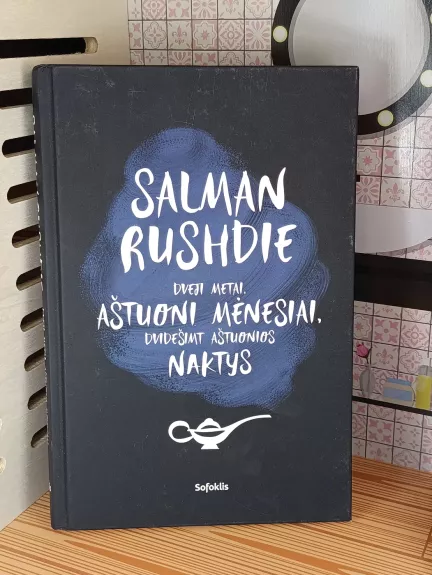 SALMAN
RUSHDIE
DVEJI METAI,
AŠTUONI MĖNESIAI,
DVIDEŠIMT AŠTUONIOS
NAKTYS
Sofoklis